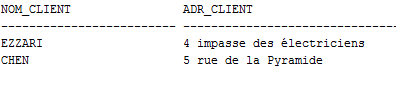 NOM_CLIENT ADR_CLIENT
------------------------- -------------------------------
EZZARI 4 impasse des électriciens
CHEN 5 rue de la Pyramide